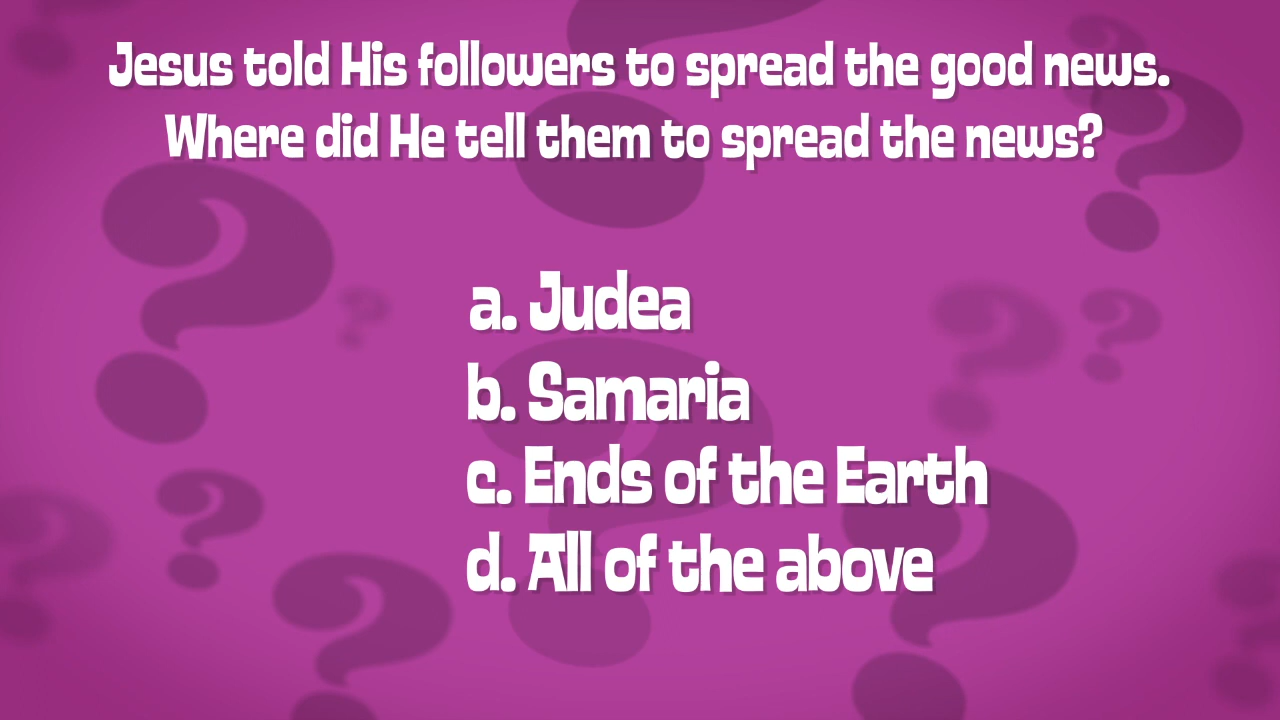 Jesus told His followers to spread the good news.
Where did He tell them to spread the news?
a. Judea
b. Samaria
c. Ends of the Earth
d. All of the above